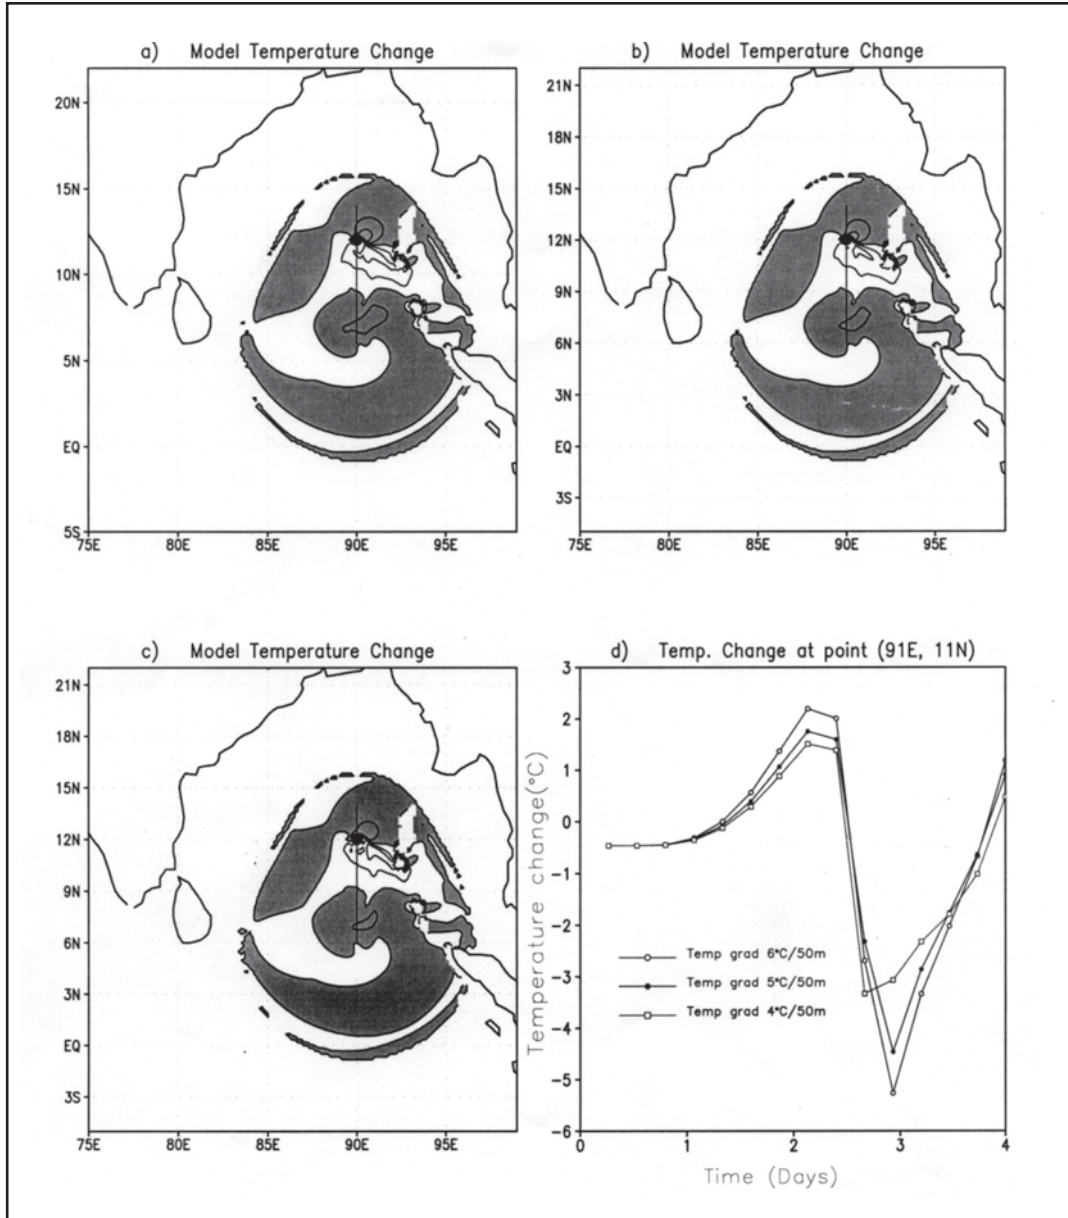 a) Model Temperature Change
20N
15N
10N
5N
EQ
5S
75E 80E 85E 90E 95E
b) Model Temperature Change
21N
18N
15N
12N
9N
6N
3N
EQ
3S
75E 80E 85E 90E 95E
c) Model Temperature Change
21N
18N
15N
12N
9N
6N
3N
EQ
3S
75E 80E 85E 90E 95E
d) Temp. Change at point (91E, 11N)
Temperature change(°C)
3
2
1
0
-1
-2
-3
-4
-5
-6
Temp grad 6°C/50m
Temp grad 5°C/50m
Temp grad 4°C/50m
0 1 2 3 4
Time (Days)